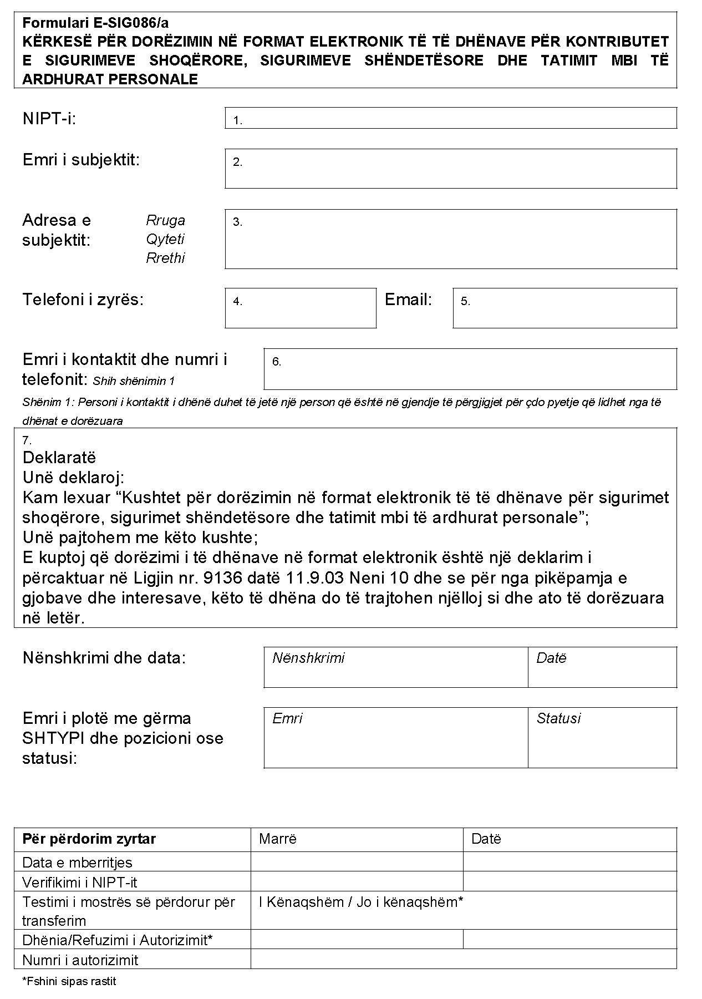 Formulari E-SIG086/a
KËRKESË PËR DORËZIMIN NË FORMAT ELEKTRONIK TË TË DHËNAVE PËR KONTRIBUTET
E SIGURIMEVE SHOQËRORE, SIGURIMEVE SHËNDETËSORE DHE TATIMIT MBI TË
ARDHURAT PERSONALE
NIPT-i: 1.
Emri i subjektit: 2.
Adresa e Rruga 3.
subjektit: Qyteti
Rrethi
Telefoni i zyrës: 4. Email: 5.
Emri i kontaktit dhe numri i 6.
telefonit: Shih shënimin 1
Shënim 1: Personi i kontaktit i dhënë duhet të jetë një person që është në gjendje të përgjigjet për çdo pyetje që lidhet nga të
dhënat e dorëzuara
7.
Deklaratë
Unë deklaroj:
Kam lexuar “Kushtet për dorëzimin në format elektronik të të dhënave për sigurimet
shoqërore, sigurimet shëndetësore dhe tatimit mbi të ardhurat personale”;
Unë pajtohem me këto kushte;
E kuptoj që dorëzimi i të dhënave në format elektronik është një deklarim i
përcaktuar në Ligjin nr. 9136 datë 11.9.03 Neni 10 dhe se për nga pikëpamja e
gjobave dhe interesave, këto të dhëna do të trajtohen njëlloj si dhe ato të dorëzuara
në letër.
Nënshkrimi dhe data: Nënshkrimi Datë
Emri i plotë me gërma Emri Statusi
SHTYPI dhe pozicioni ose
statusi:
Për përdorim zyrtar Marrë Datë
Data e mberritjes
Verifikimi i NIPT-it
Testimi i mostrës së përdorur për I Kënaqshëm / Jo i kënaqshëm*
transferim
Dhënia/Refuzimi i Autorizimit*
Numri i autorizimit
*Fshini sipas rastit